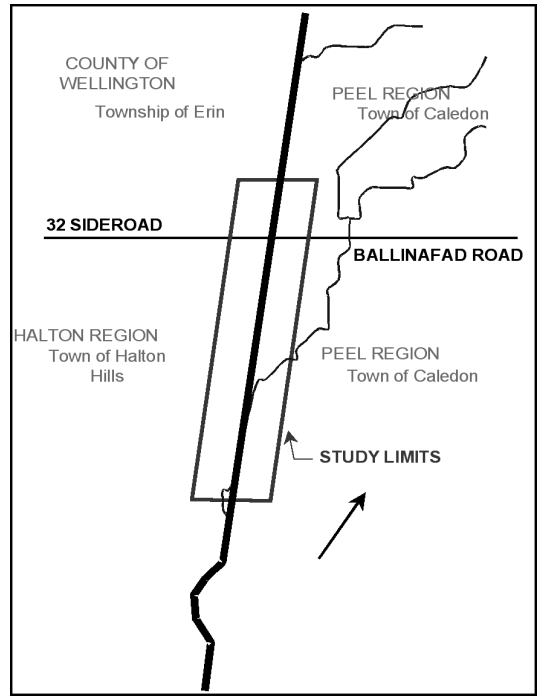 COUNTY OF
WELLINGTON
Township of Erin
PEEL REGION
Town of Caledon
32 SIDEROAD
BALLINAFAD ROAD
HALTON REGION
Town of Halton
Hills
PEEL REGION
Town of Caledon
STUDY LIMITS